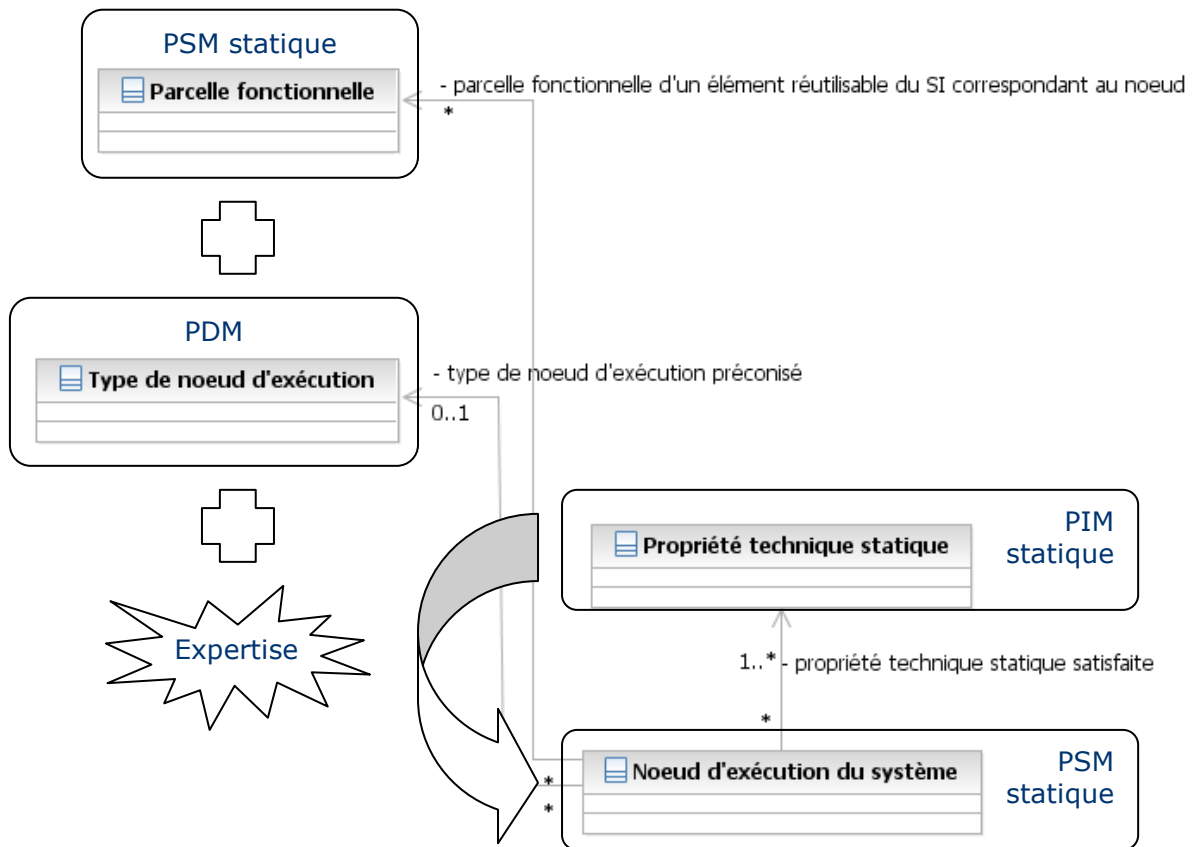 PSM statique
Parcelle fonctionnelle
- parcelle fonctionnelle d'un élément réutilisable du SI correspondant au noeud
*
PDM
Type de noeud d'exécution
- type de noeud d'exécution préconisé
0..1
PIM
statique
Propriété technique statique
Expertise
1..* - propriété technique statique satisfaite
*
PSM
statique
Noeud d'exécution du système
*
*